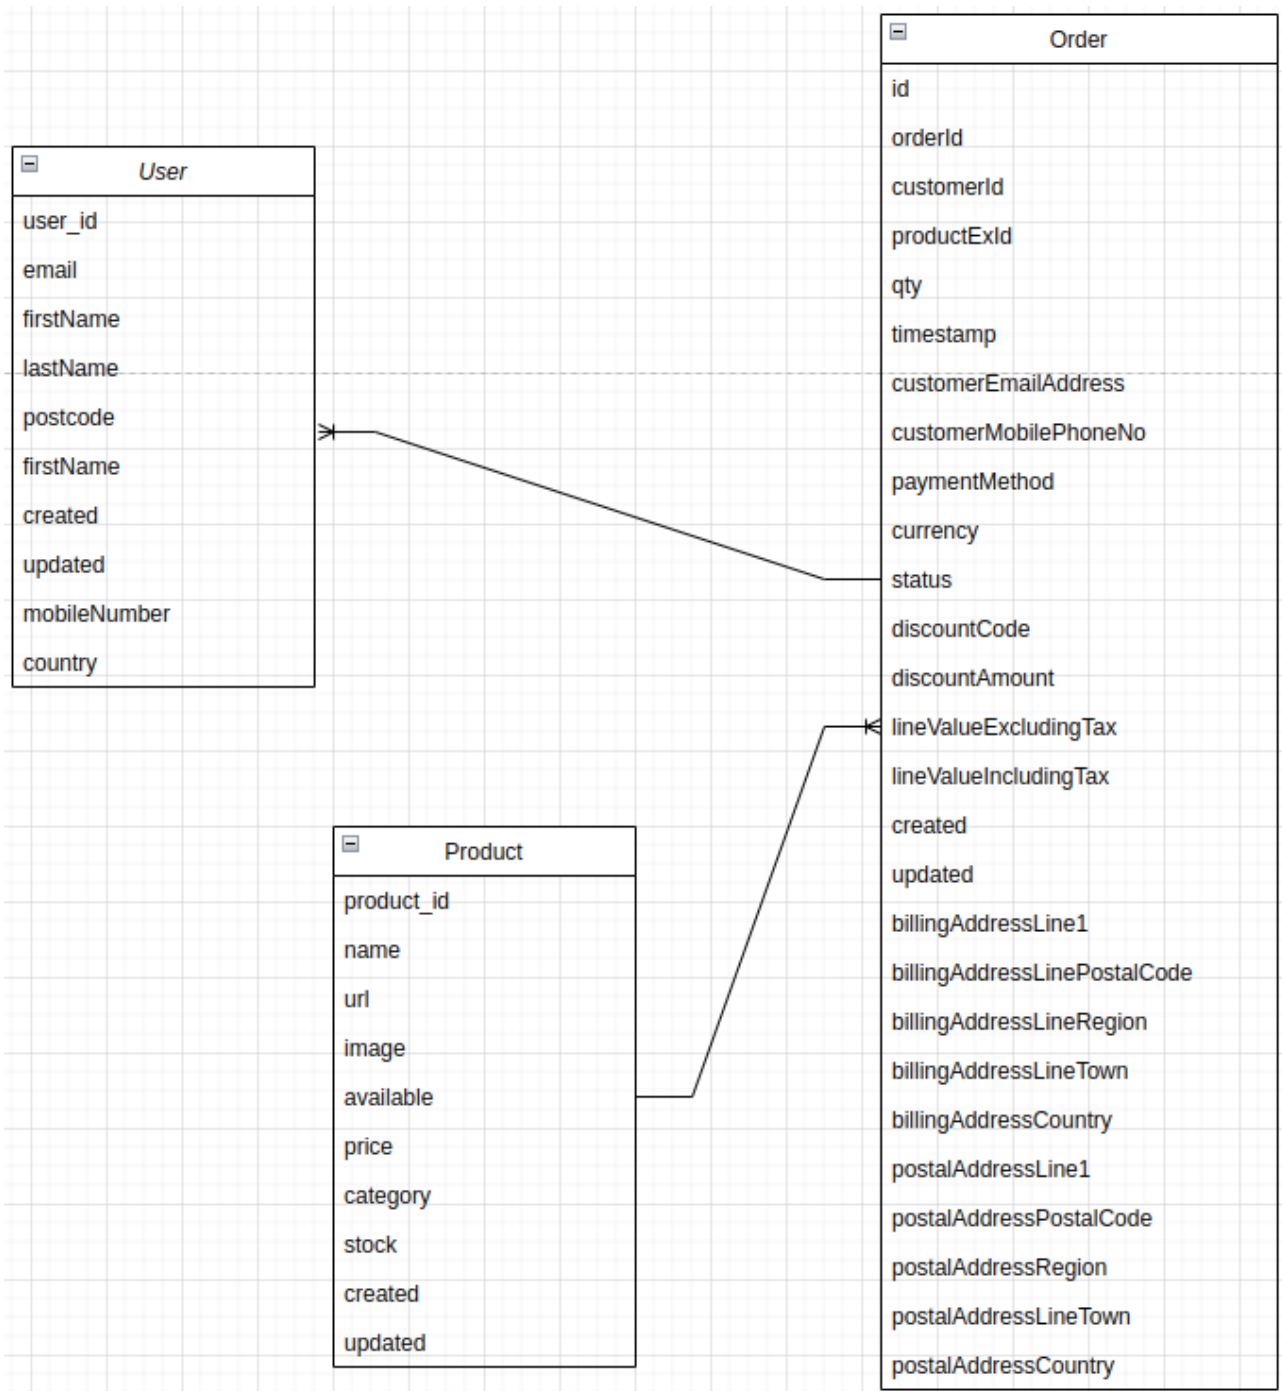 User
user_id
email
firstName
lastName
postcode
firstName
created
updated
mobileNumber
country
Product
product_id
name
url
image
available
price
category
stock
created
updated
Order
id
orderId
customerId
productExId
qty
timestamp
customerEmailAddress
customerMobilePhoneNo
paymentMethod
currency
status
discountCode
discountAmount
lineValueExcludingTax
lineValueIncludingTax
created
updated
billingAddressLine1
billingAddressLinePostalCode
billingAddressLineRegion
billingAddressLineTown
billingAddressCountry
postalAddressLine1
postalAddressPostalCode
postalAddressRegion
postalAddressLineTown
postalAddressCountry